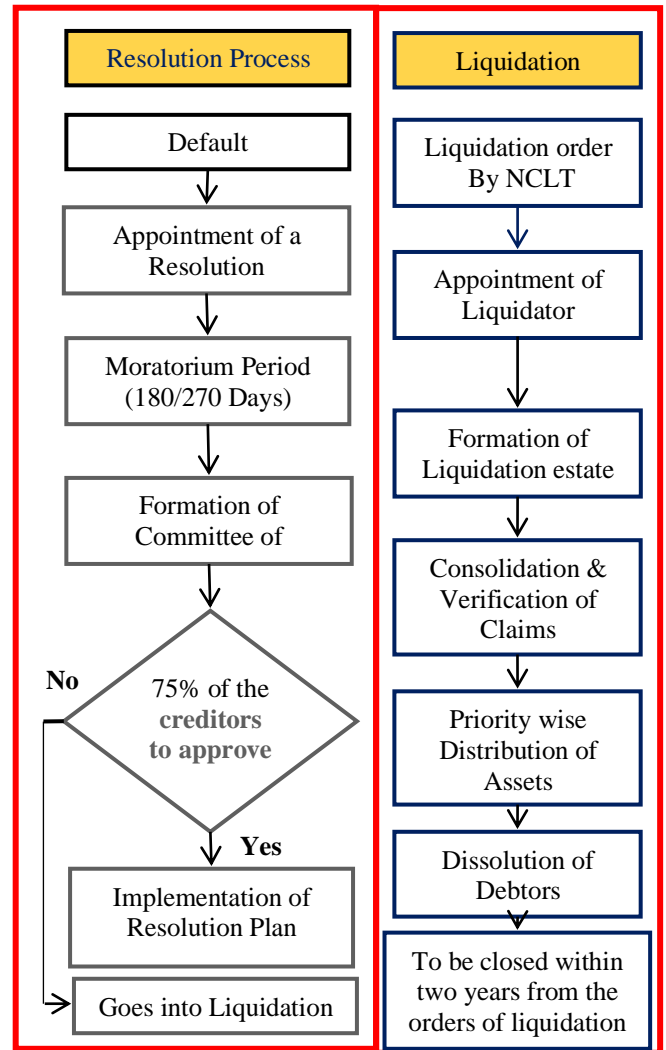 Resolution Process
Default
Appointment of a
Resolution
Moratorium Period
(180/270 Days)
Formation of
Committee of
No
75% of the
creditors
to approve
Yes
Implementation of
Resolution Plan
Goes into Liquidation
Liquidation
Liquidation order
By NCLT
Appointment of
Liquidator
Formation of
Liquidation estate
Consolidation &
Verification of
Claims
Priority wise
Distribution of
Assets
Dissolution of
Debtors
To be closed within
two years from the
orders of liquidation